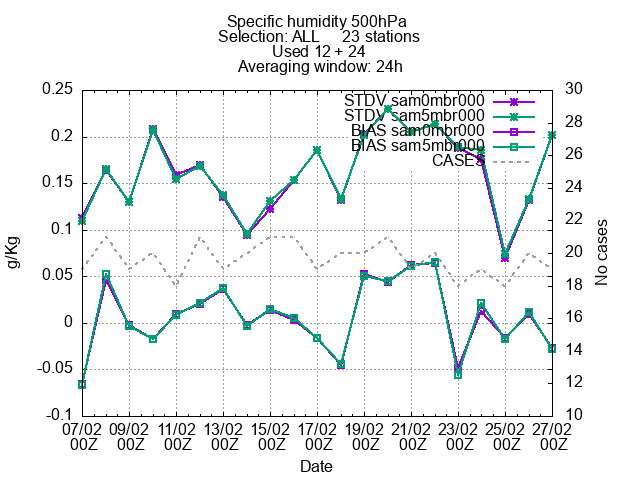 Specific humidity 500hPa
Selection: ALL 23 stations
Used 12 + 24
Averaging window: 24h
STDV sam0mbr000
STDV sam5mbr000
BIAS sam0mbr000
BIAS sam5mbr000
CASES
0.25
0.2
0.15
0.1
0.05
0
-0.05
-0.1
g/Kg
30
28
26
24
22
20
18
16
14
12
10
No cases
07/02 09/02 11/02 13/02 15/02 17/02 19/02 21/02 23/02 25/02 27/02
00Z 00Z 00Z 00Z 00Z 00Z 00Z 00Z 00Z 00Z 00Z
Date